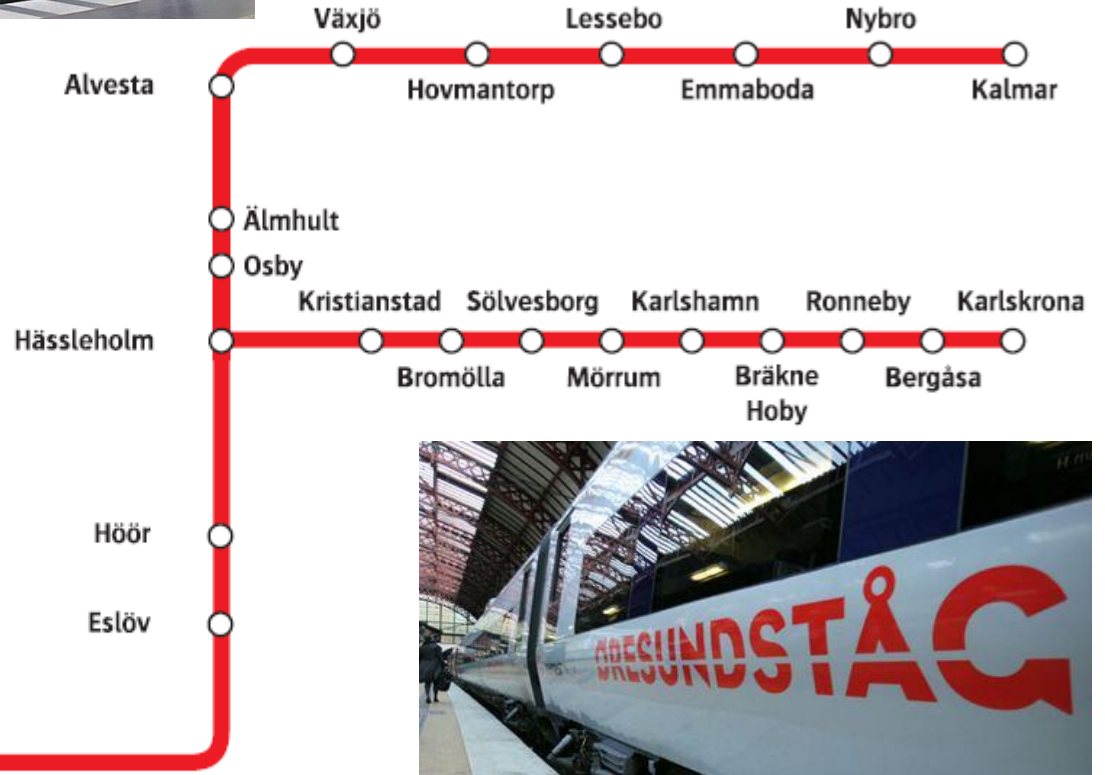 Växjö
Lessebo
Nybro
Alvesta
Hovmantorp
Emmaboda
Kalmar
Älmhult
Osby
Kristianstad
Sölvesborg
Karlshamn
Ronneby
Karlskrona
Hässleholm
Bromölla
Mörrum
Bräkne
Hoby
Bergåsa
Höör
Eslöv
ØRESUNDSTÅG